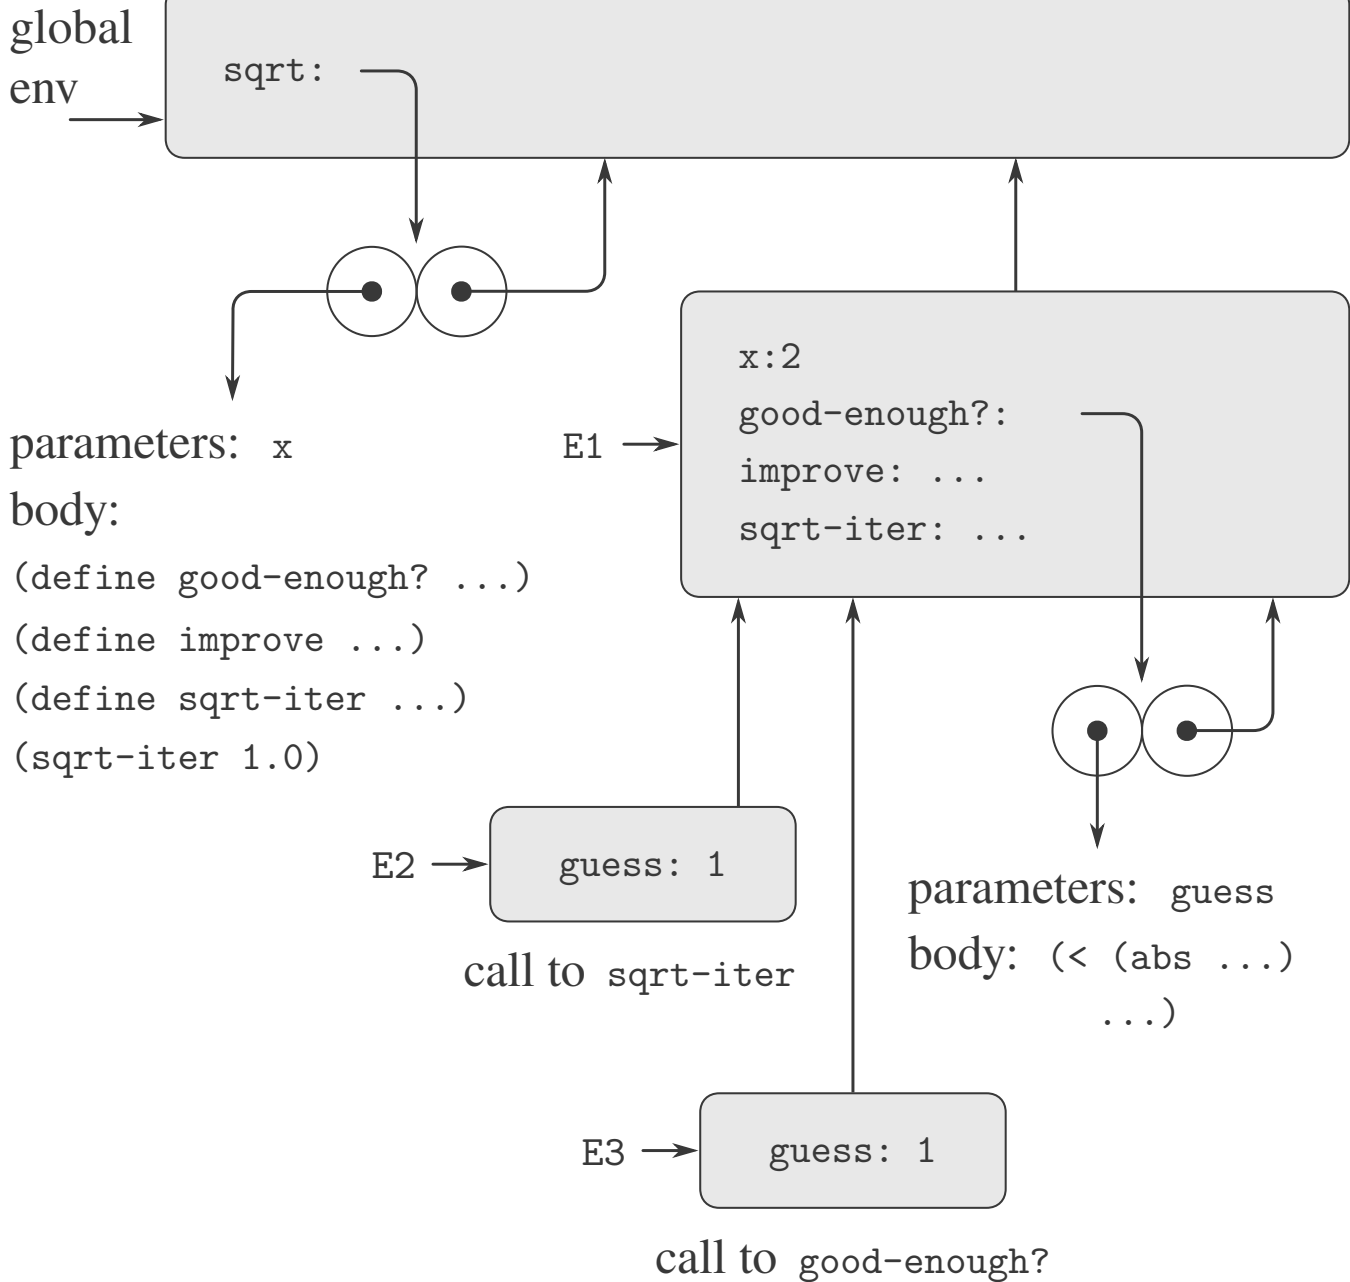 global
env
sqrt:
x:2
good-enough?:
improve: ...
sqrt-iter: ...
E1
parameters: x
body:
(define good-enough? ...)
(define improve ...)
(define sqrt-iter ...)
(sqrt-iter 1.0)
E2
guess: 1
call to sqrt-iter
parameters: guess
body: (< (abs ...)
...)
E3
guess: 1
call to good-enough?